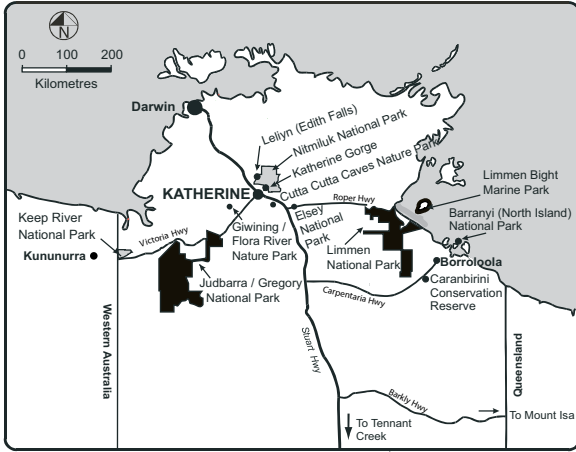 N
0 100 200
Kilometres
Darwin
Leliyn (Edith Falls)
Nitmiluk National Park
Katherine Gorge
Cutta Cutta Caves Nature Park
KATHERINE
Roper Hwy
Limmen Bight
Marine Park
Barranyi (North Island)
National Park
Keep River
National Park
Victoria Hwy
Giwining /
Flora River
Nature Park
Elsey
National
Park
Limmen
National Park
Kununurra
Judbarra / Gregory
National Park
Borroloola
Caranbirini
Conservation
Reserve
Carpentaria Hwy
Western Australia
Stuart Hwy
Queensland
Barkly Hwy
To Mount Isa
To Tennant
Creek